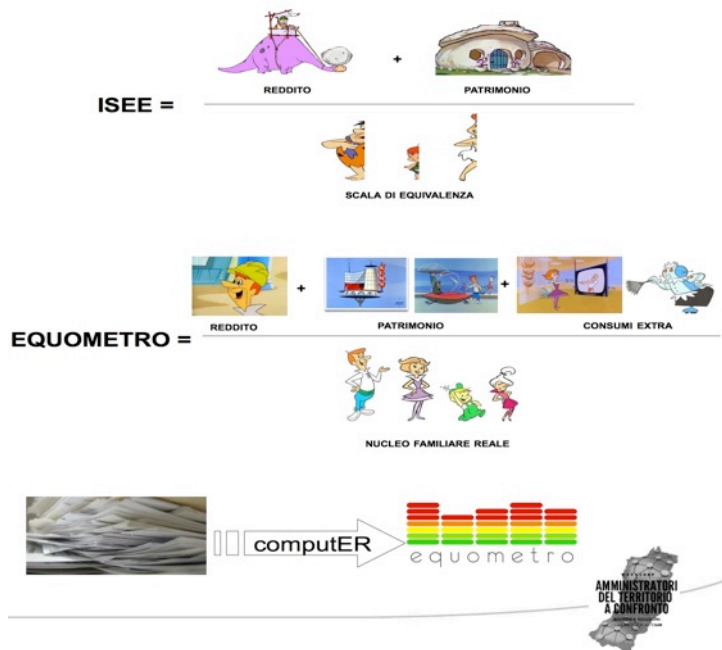 REDDITO
+
PATRIMONIO
ISEE =
SCALA DI EQUIVALENZA
+
+
REDDITO
PATRIMONIO
CONSUMI EXTRA
EQUOMETRO =
NUCLEO FAMILIARE REALE
computER
equometro
AMMINISTRATORI
DEL TERRITORIO
A CONFRONTO